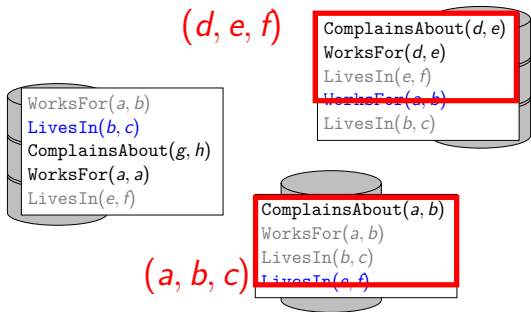 (d, e, f)
ComplainsAbout(d, e)
WorksFor(d, e)
LivesIn(e, f)
WorksFor(a, b)
LivesIn(b, c)
WorksFor(a, b)
LivesIn(b, c)
ComplainsAbout(g, h)
WorksFor(a, a)
LivesIn(e, f)
ComplainsAbout(a, b)
WorksFor(a, b)
LivesIn(b, c)
LivesIn(e, f)
(a, b, c)